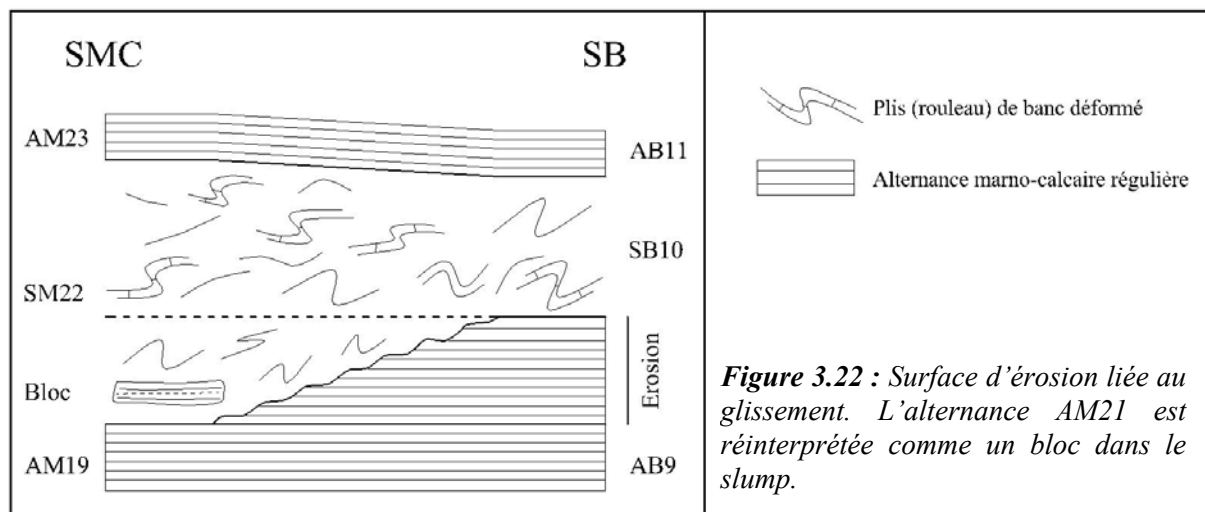 SMC
SB
AM23
AB11
SB10
SM22
Bloc
Erosion
AM19
AB9
Plis (rouleau) de banc déformé
Alternance marno-calcaire régulière
Figure 3.22 : Surface d’érosion liée au
glissement. L’alternance AM21 est
réinterprétée comme un bloc dans le
slump.